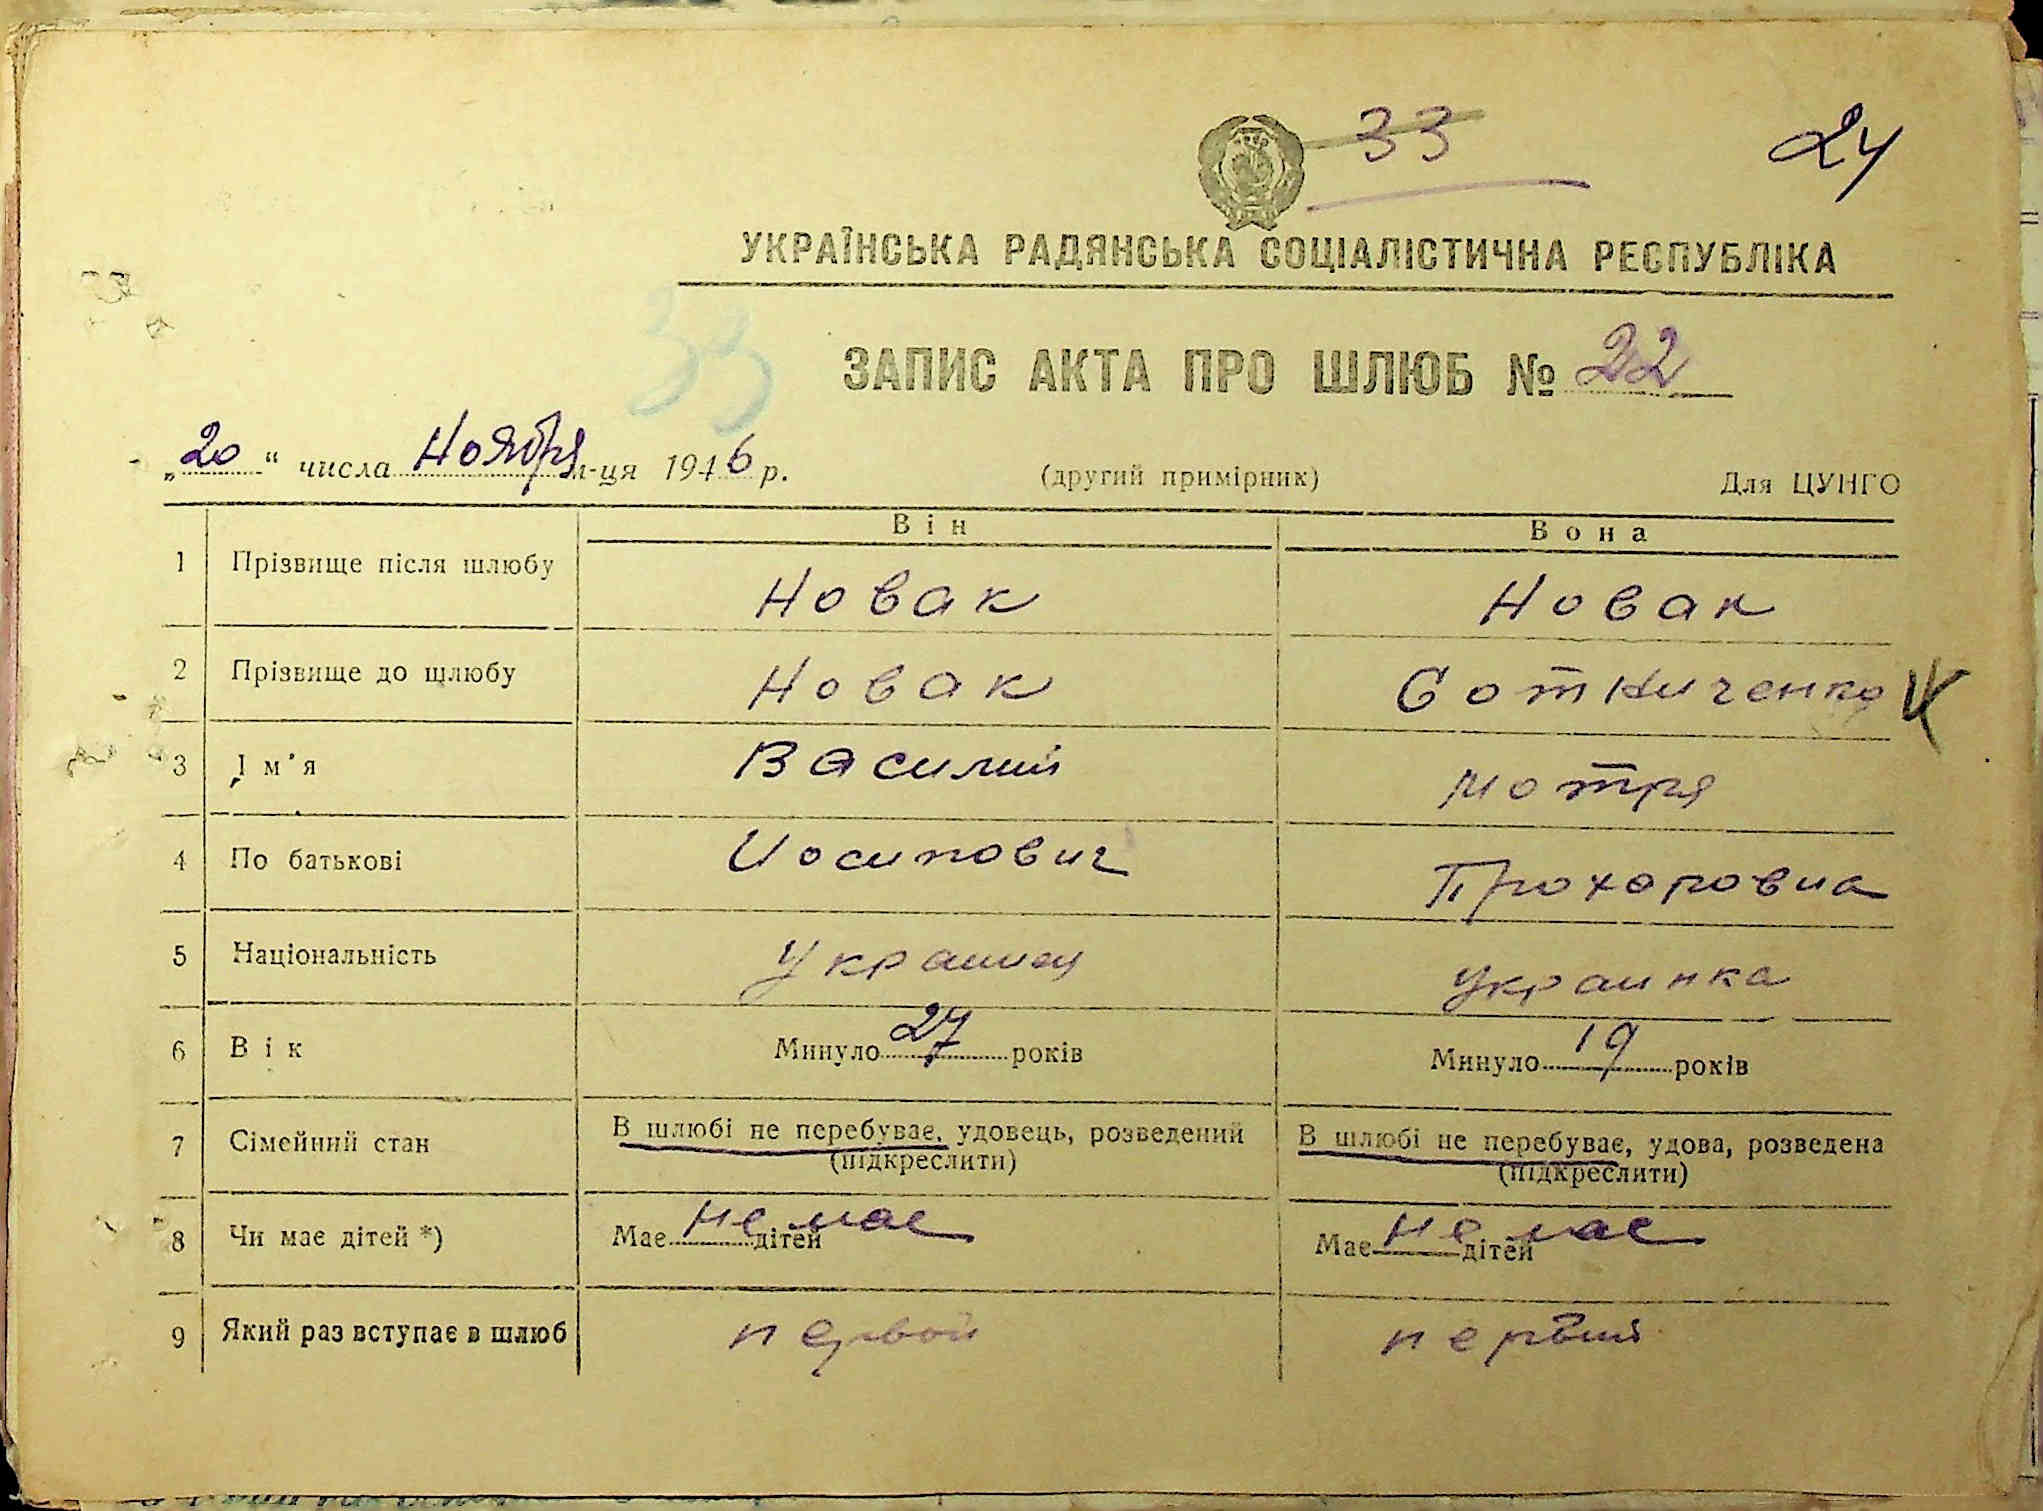 33
24
УКРАЇНСЬКА РАДЯНСЬКА СОЦІАЛІСТИЧНА РЕСПУБЛІКА
33
ЗАПИС АКТА ПРО ШЛЮБ № 22
„20“ числа Ноября м-ця 1946 р. (другий примірник) Для ЦУНГО
Він Вона
1 Прізвище після шлюбу Новак Новак
2 Прізвище до шлюбу Новак Сотниченко
3 Ім’я Василий Мотря
4 По батькові Иосипович Прохоровна
5 Національність Украинец Украинка
6 Вік Минуло 27 років Минуло 19 років
7 Сімейний стан В шлюбі не перебуває, удовець, розведений В шлюбі не перебуває, удова, розведена
(підкреслити) (підкреслити)
8 Чи має дітей *) Має не має дітей Має не має дітей
9 Який раз вступає в шлюб первой первый